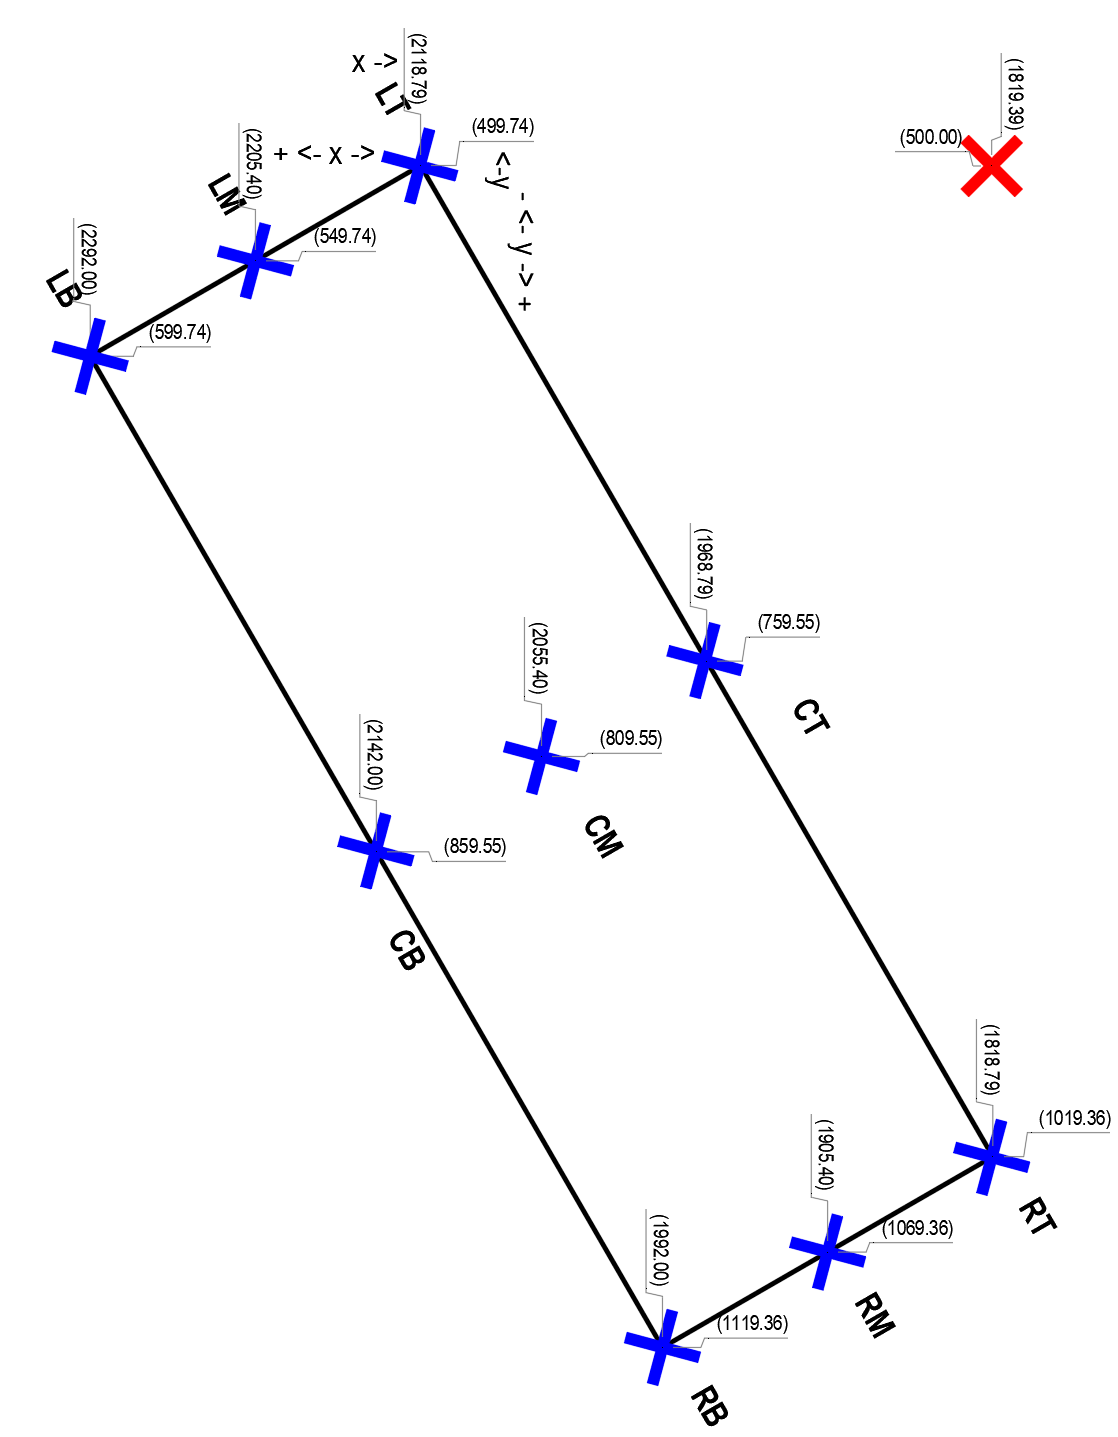 x ->
(2118.79)
LT
(499.74)
(1819.39)
(500.00)
+ <- x ->
<-y
- <- y -> +
(2205.40)
LM
(549.74)
(2292.00)
LB
(599.74)
(1968.79)
(759.55)
CT
(2055.40)
(809.55)
CM
(2142.00)
(859.55)
CB
(1818.79)
(1019.36)
RT
(1905.40)
(1069.36)
RM
(1992.00)
(1119.36)
RB